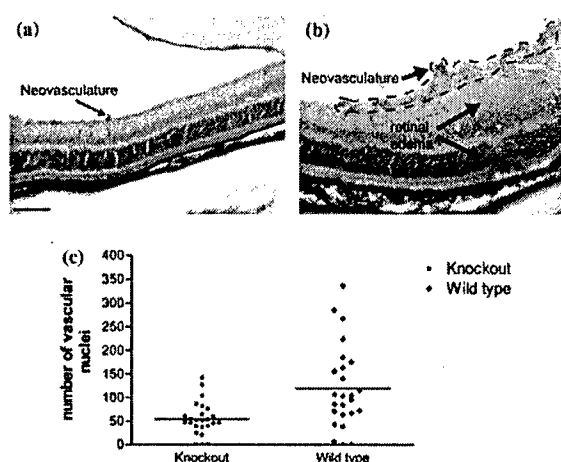 (a)
Neovasculature
(b)
Neovasculature
retinal
edema
(c)
number of vascular
nuclei
400
350
300
250
200
150
100
50
0
Knockout
Wild type
Knockout
Wild type